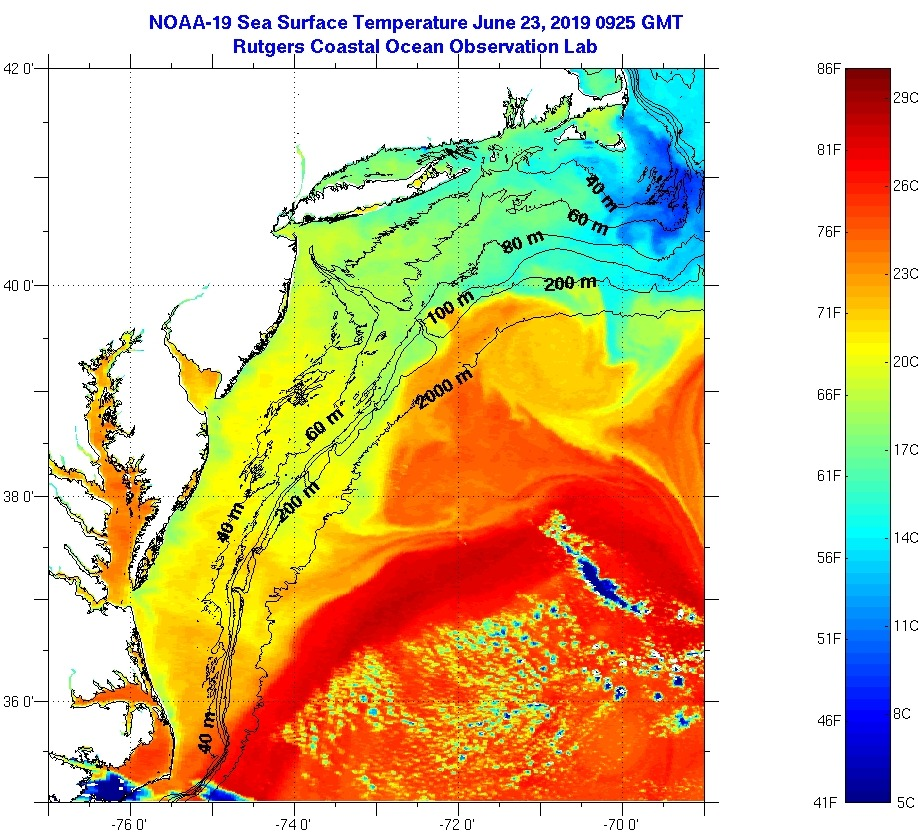 NOAA-19 Sea Surface Temperature June 23, 2019 0925 GMT
Rutgers Coastal Ocean Observation Lab
42 0'
40 0'
38 0'
36 0'
-76 0'
-74 0'
-72 0'
-70 0'
40 m
60 m
80 m
200 m
100 m
2000 m
60 m
200 m
40 m
40 m
86F
81F
76F
71F
66F
61F
56F
51F
46F
41F
29C
26C
23C
20C
17C
14C
11C
8C
5C